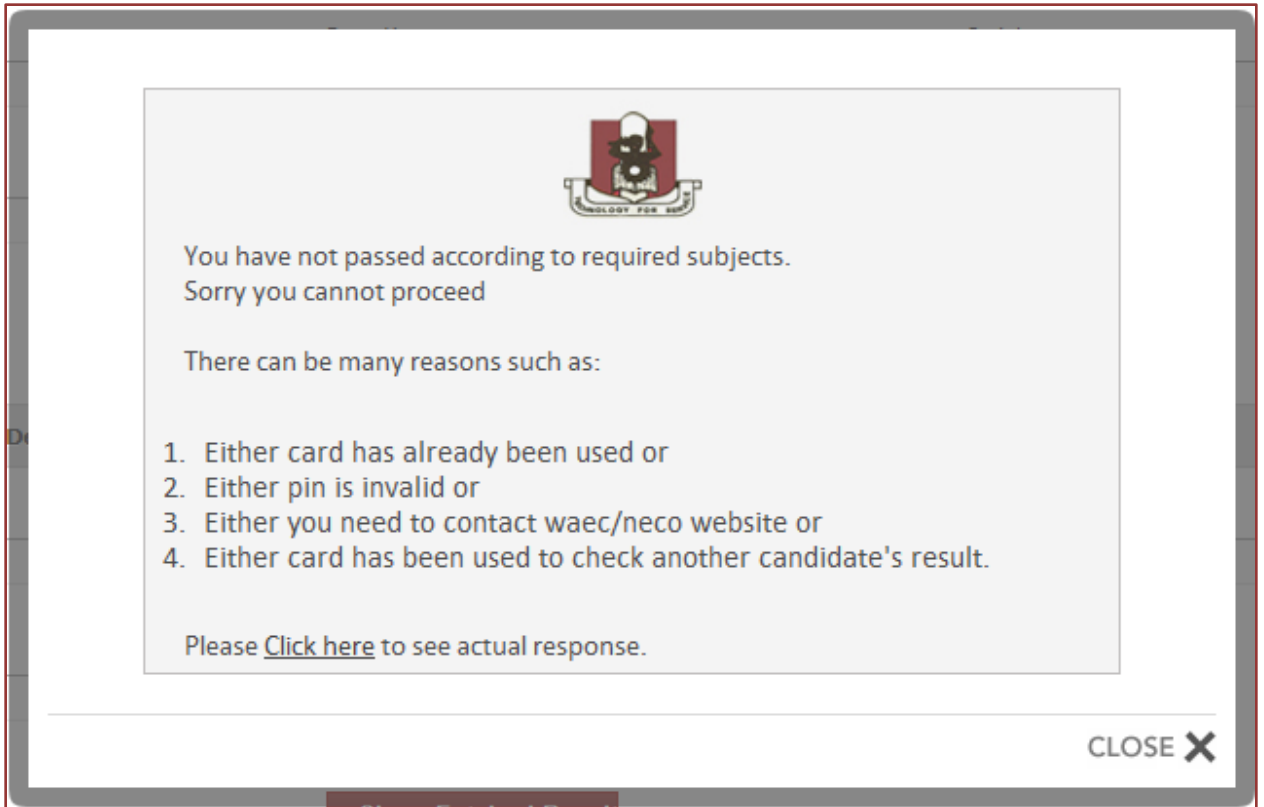 TECHNOLOGY FOR SERVICE
You have not passed according to required subjects.
Sorry you cannot proceed
There can be many reasons such as:
1. Either card has already been used or
2. Either pin is invalid or
3. Either you need to contact waec/neco website or
4. Either card has been used to check another candidate's result.
Please Click here to see actual response.
CLOSE X